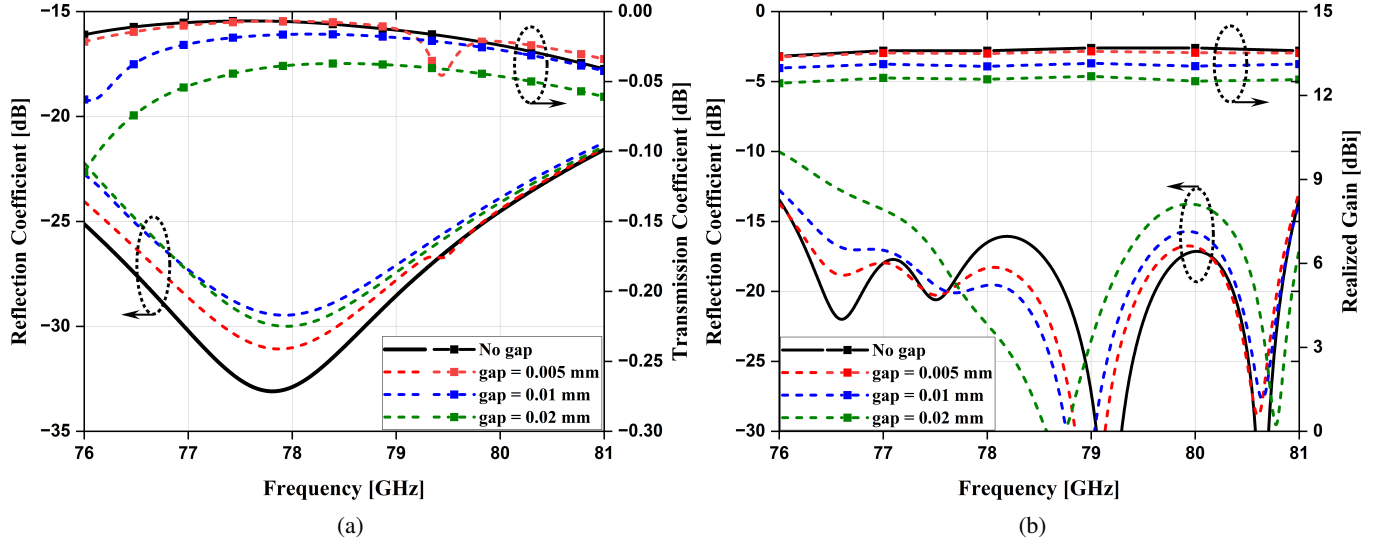 −15
−20
−25
−30
−35
Reflection Coefficient [dB]
0.00
−0.05
−0.10
−0.15
−0.20
−0.25
−0.30
Transmission Coefficient [dB]
No gap
gap = 0.005 mm
gap = 0.01 mm
gap = 0.02 mm
76 77 78 79 80 81
Frequency [GHz]
(a)
0
−5
−10
−15
−20
−25
−30
Reflection Coefficient [dB]
15
12
9
6
3
0
Realized Gain [dBi]
No gap
gap = 0.005 mm
gap = 0.01 mm
gap = 0.02 mm
76 77 78 79 80 81
Frequency [GHz]
(b)